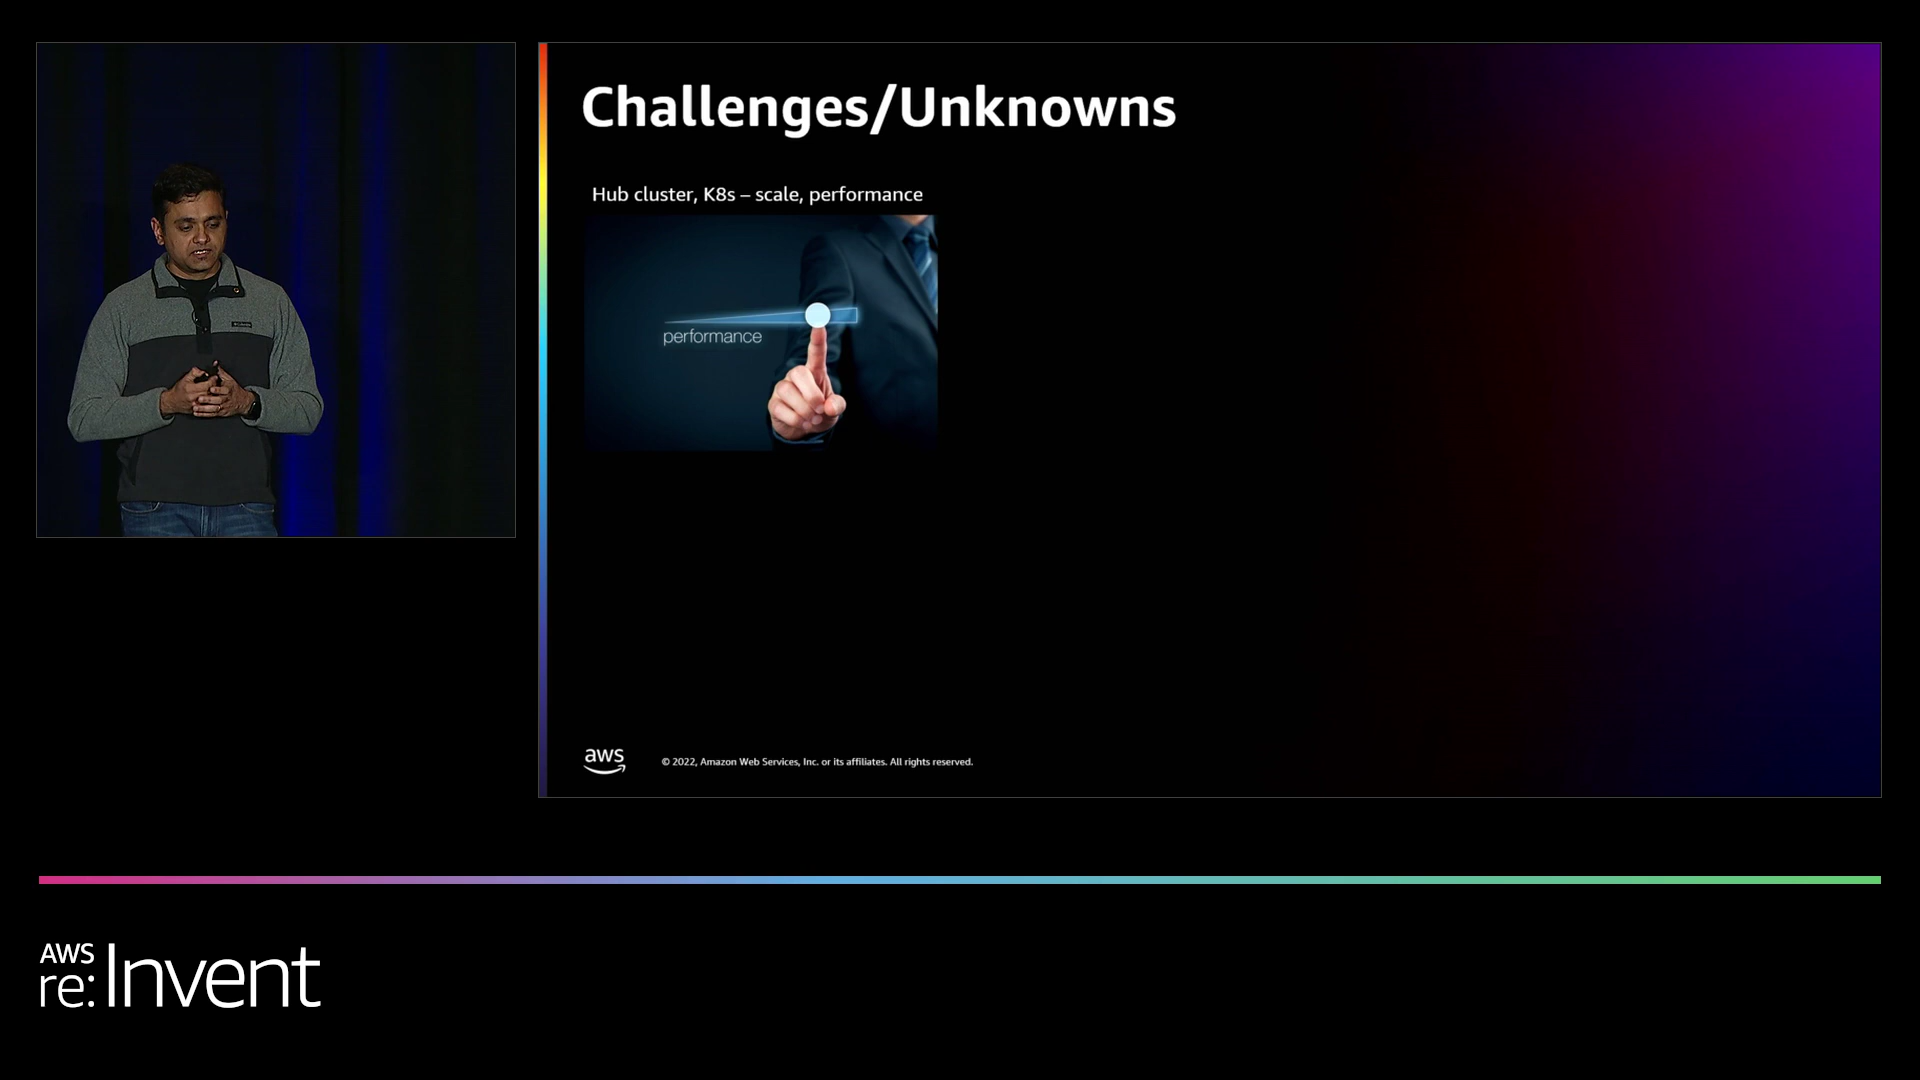 Challenges/Unknowns
Hub cluster, K8s – scale, performance
performance
aws
© 2022, Amazon Web Services, Inc. or its affiliates. All rights reserved.
AWS
re:Invent